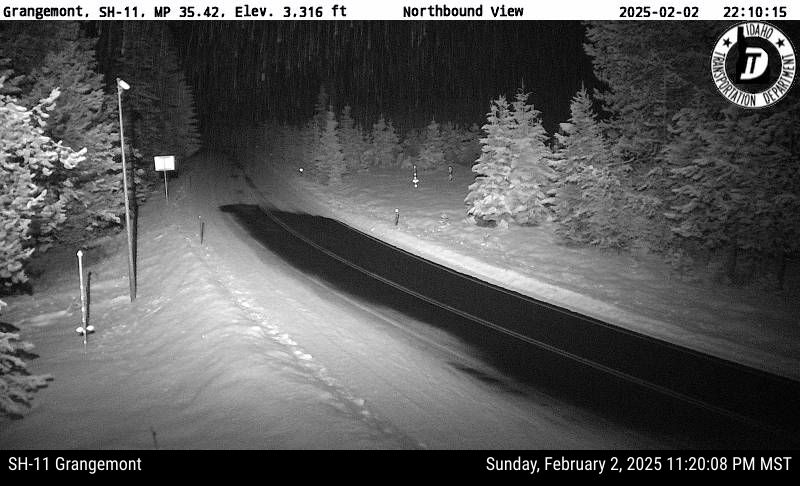 Grangemont, SH-11, MP 35.42, Elev. 3,316 ft Northbound View 2025-02-02 22:10:15
IDAHO
TRANSPORTATION DEPARTMENT
SH-11 Grangemont Sunday, February 2, 2025 11:20:08 PM MST